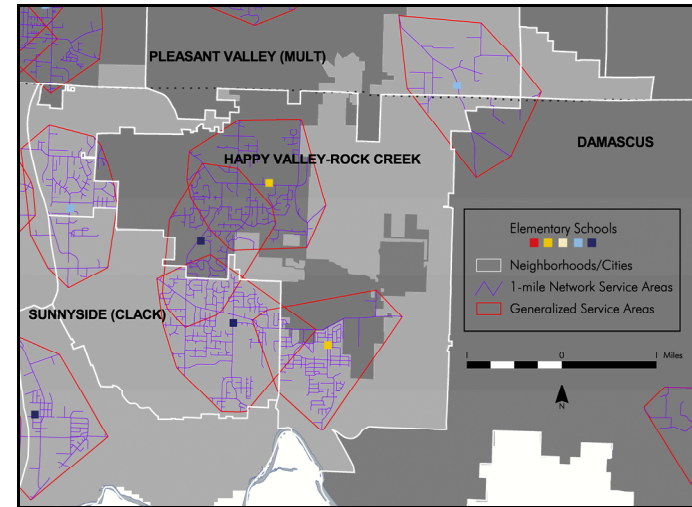 PLEASANT VALLEY (MULT)
DAMASCUS
HAPPY VALLEY-ROCK CREEK
Elementary Schools
Neighborhoods/Cities
1-mile Network Service Areas
Generalized Service Areas
SUNNYSIDE (CLACK)
1 0 1 Miles
N